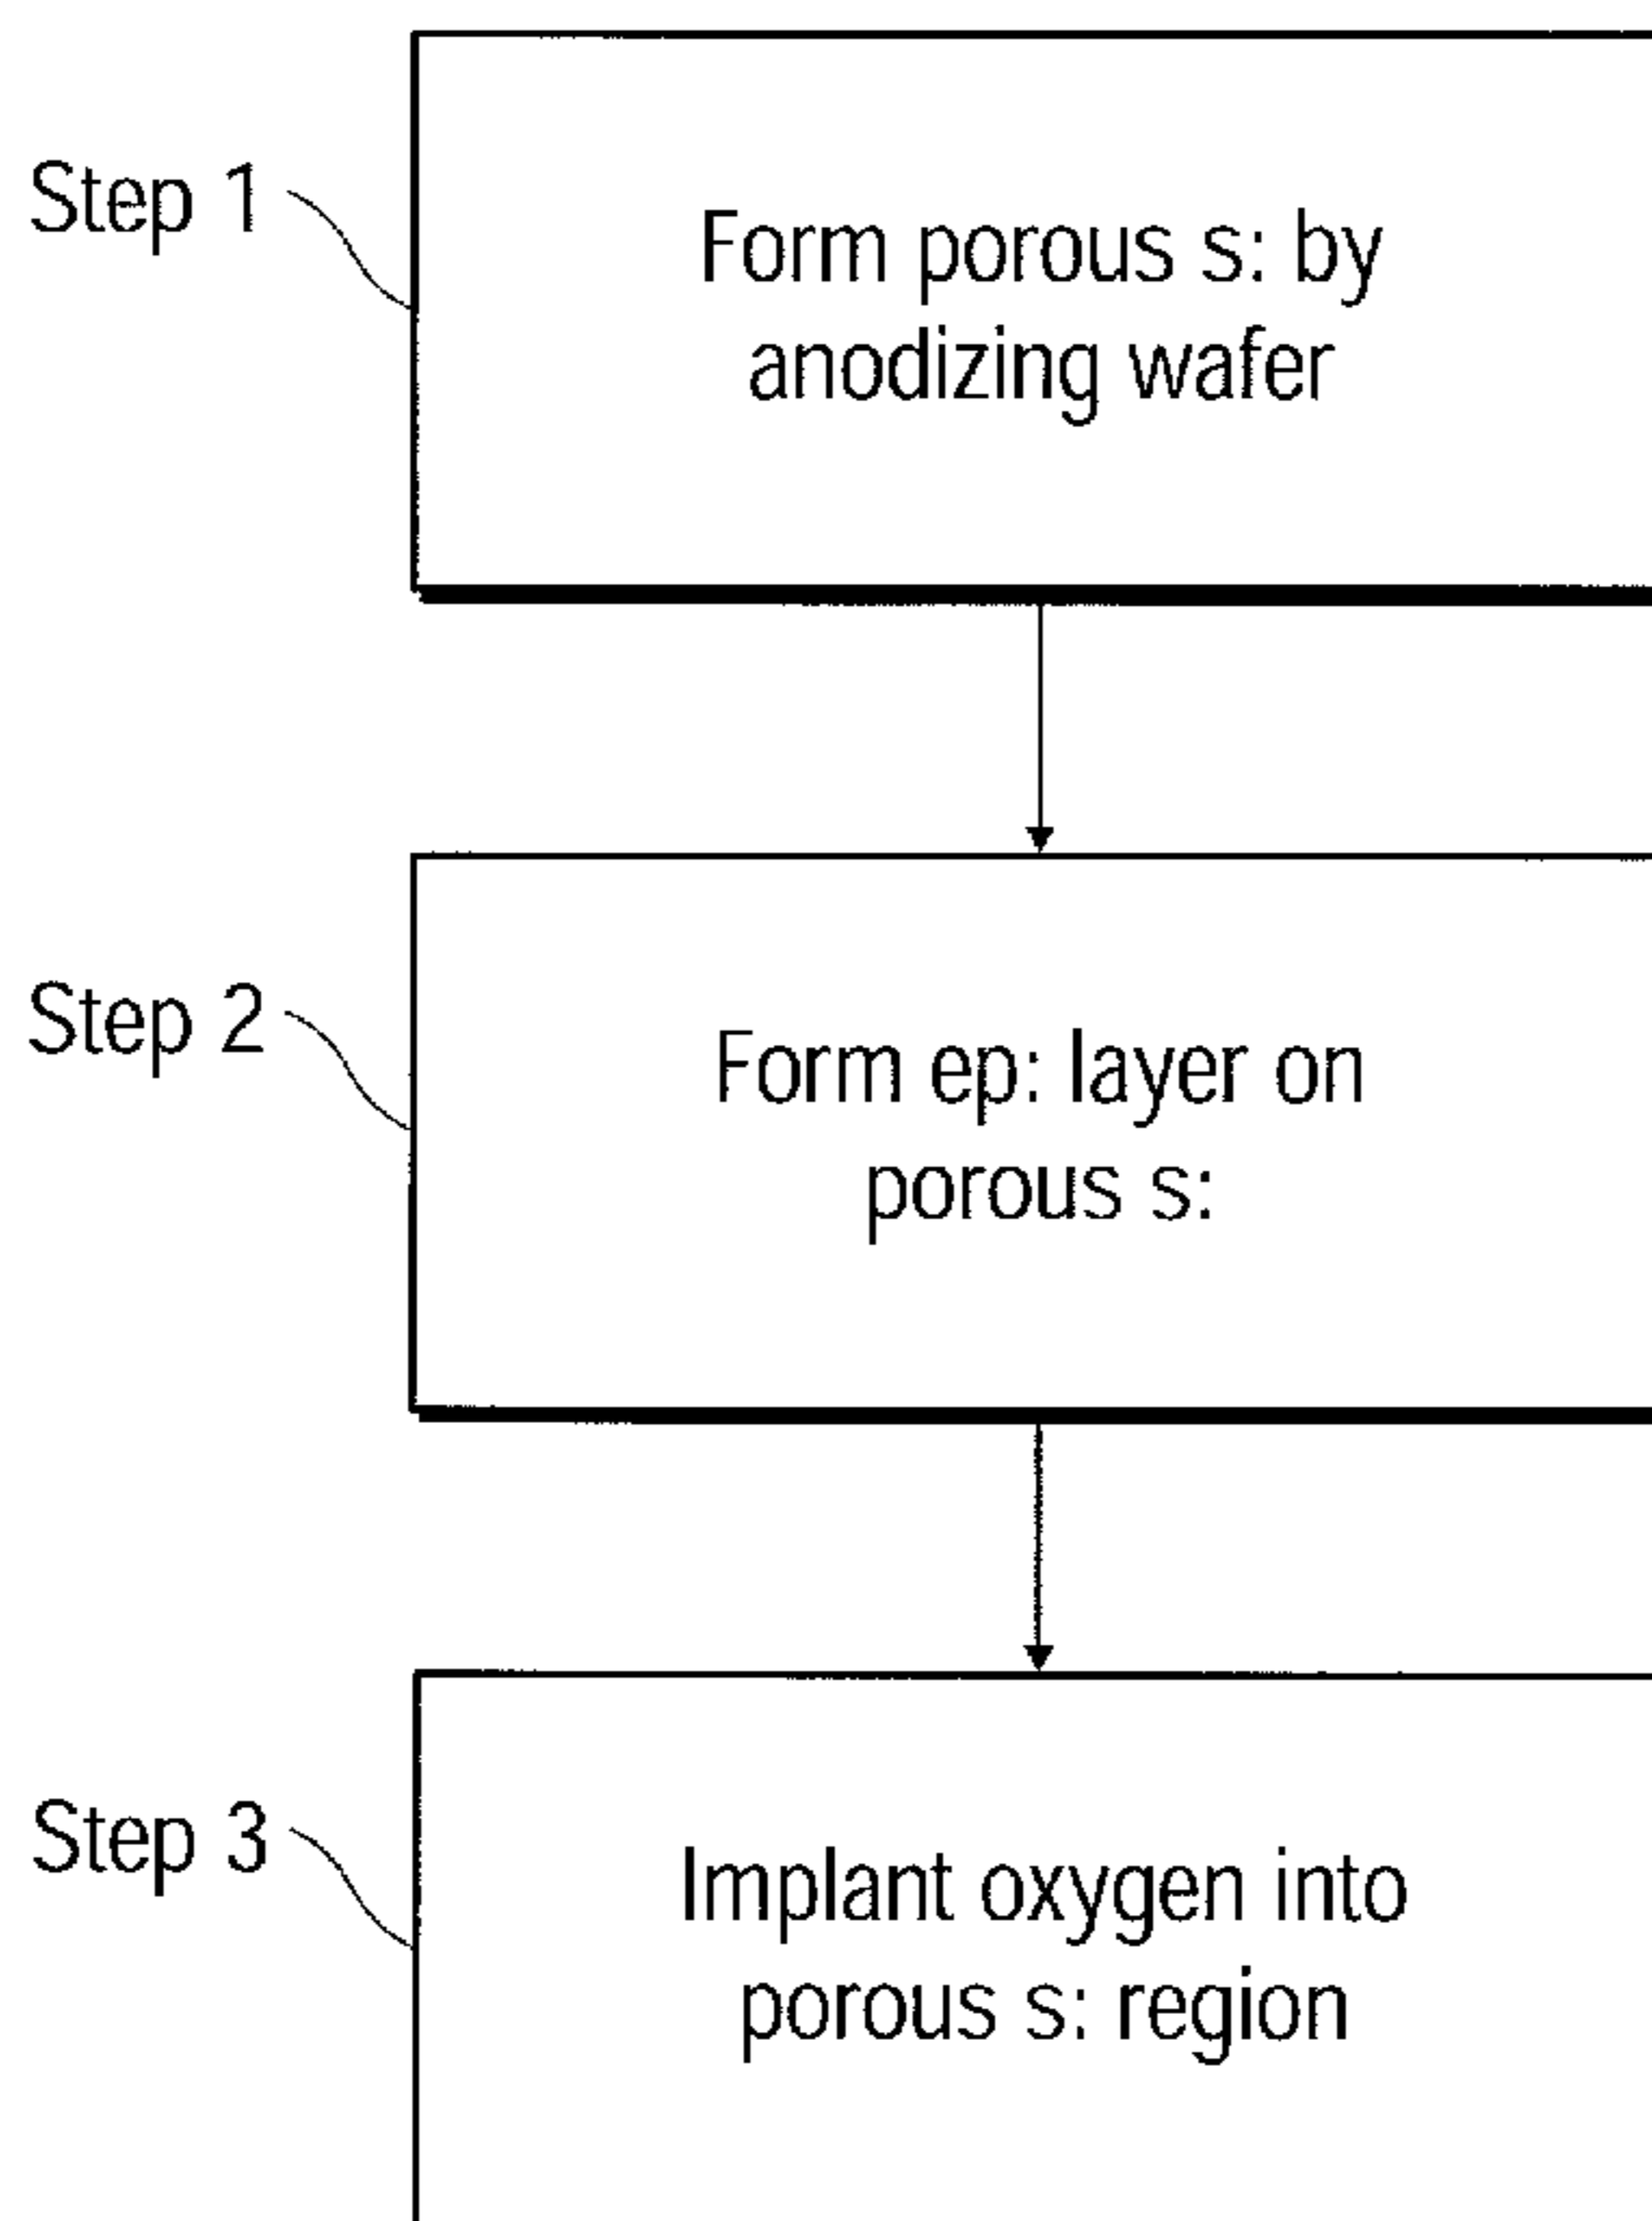 Step 1
Form porous s: by
anodizing wafer
Step 2
Form ep: layer on
porous s:
Step 3
Implant oxygen into
porous s: region